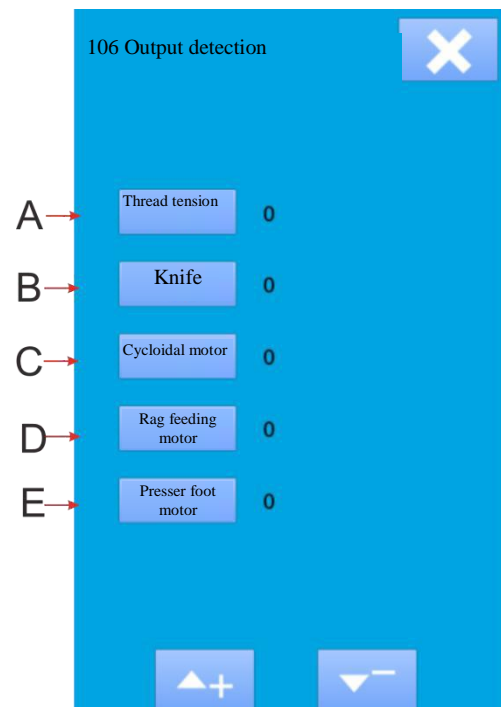 106 Output detection
A
Thread tension
0
B
Knife
0
C
Cycloidal motor
0
D
Rag feeding
motor
0
E
Presser foot
motor
0
+
−